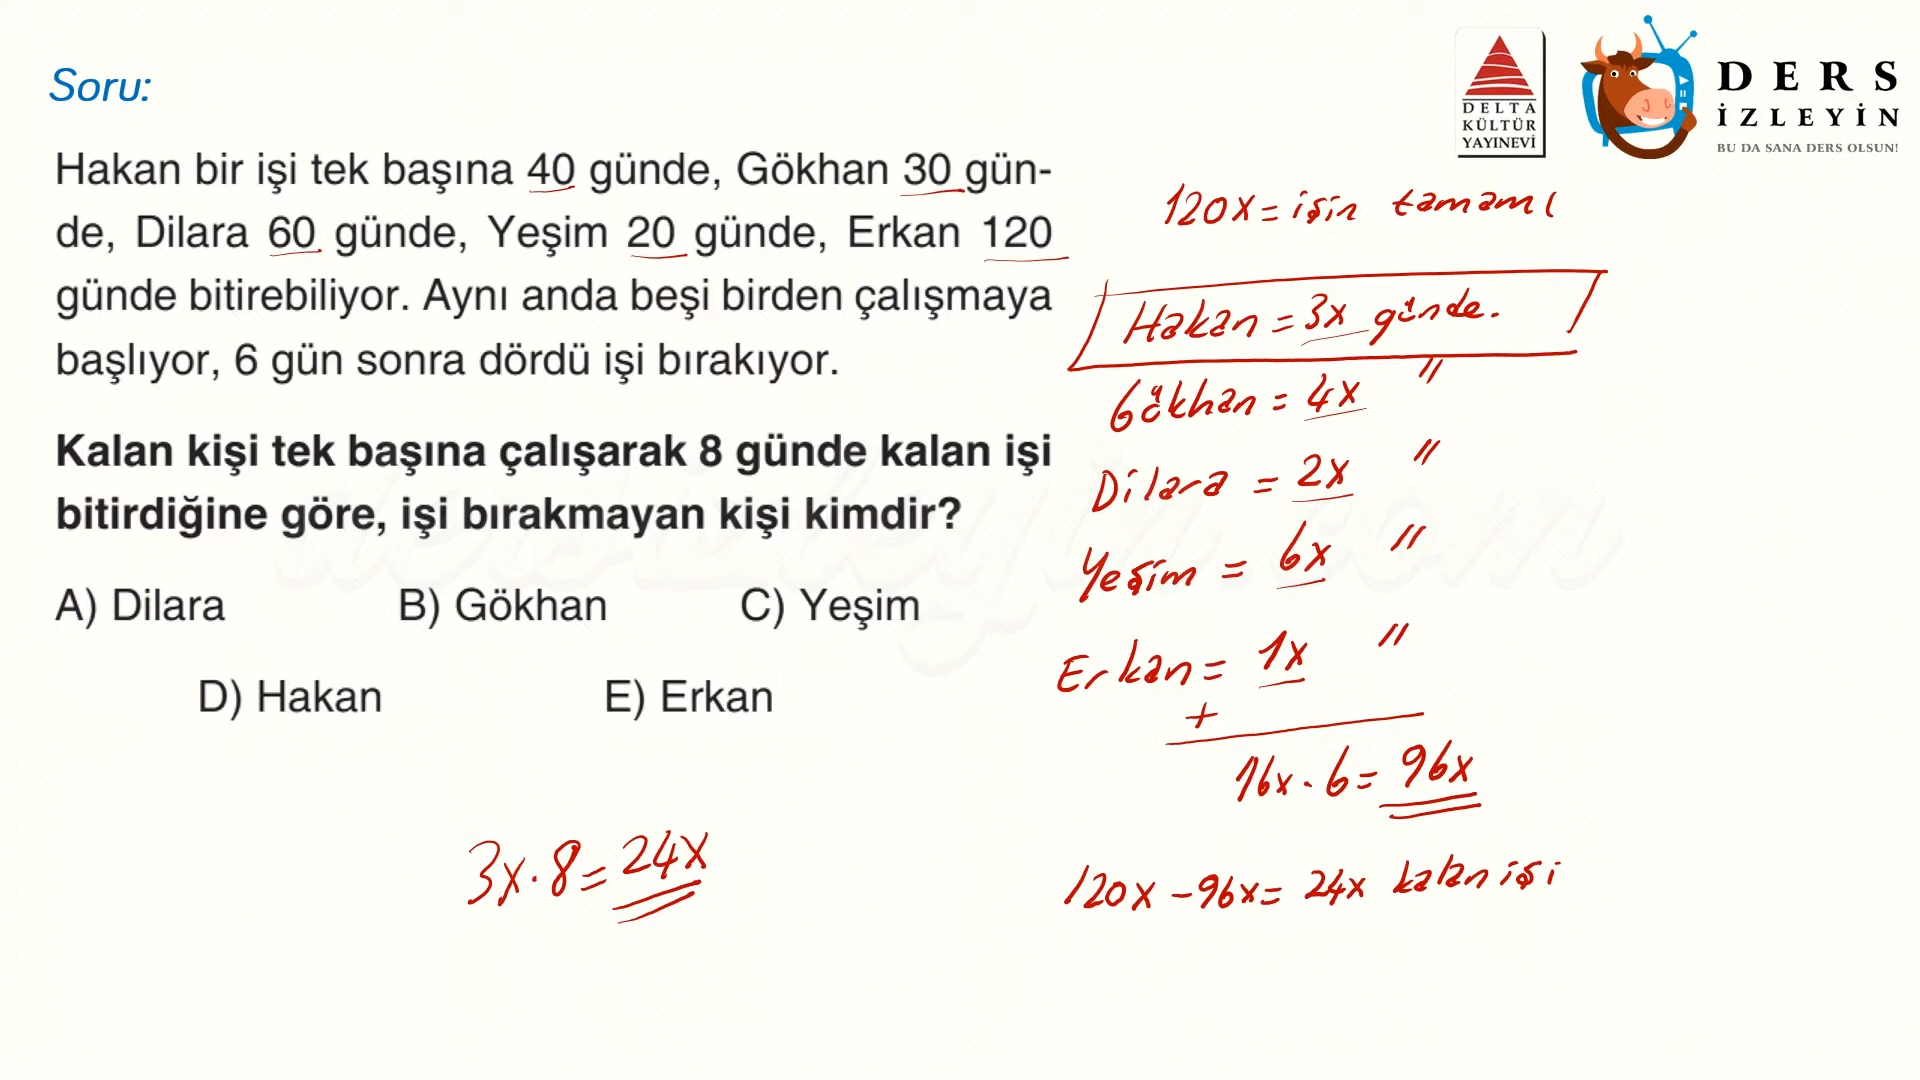 Soru:
DELTA
KÜLTÜR
YAYINEVİ
DERS
İZLEYİN
BU DA SANA DERS OLSUN!
Hakan bir işi tek başına 40 günde, Gökhan 30 gün-
de, Dilara 60 günde, Yeşim 20 günde, Erkan 120
günde bitirebiliyor. Aynı anda beşi birden çalışmaya
başlıyor, 6 gün sonra dördü işi bırakıyor.
Kalan kişi tek başına çalışarak 8 günde kalan işi
bitirdiğine göre, işi bırakmayan kişi kimdir?
A) Dilara B) Gökhan C) Yeşim
D) Hakan E) Erkan
120x = işin tamamı
Hakan = 3x günde.
Gökhan = 4x "
Dilara = 2x "
Yeşim = 6x "
Erkan = 1x "
+
16x . 6 = 96x
120x - 96x = 24x kalan işi
3x . 8 = 24x
dersizleyin.com